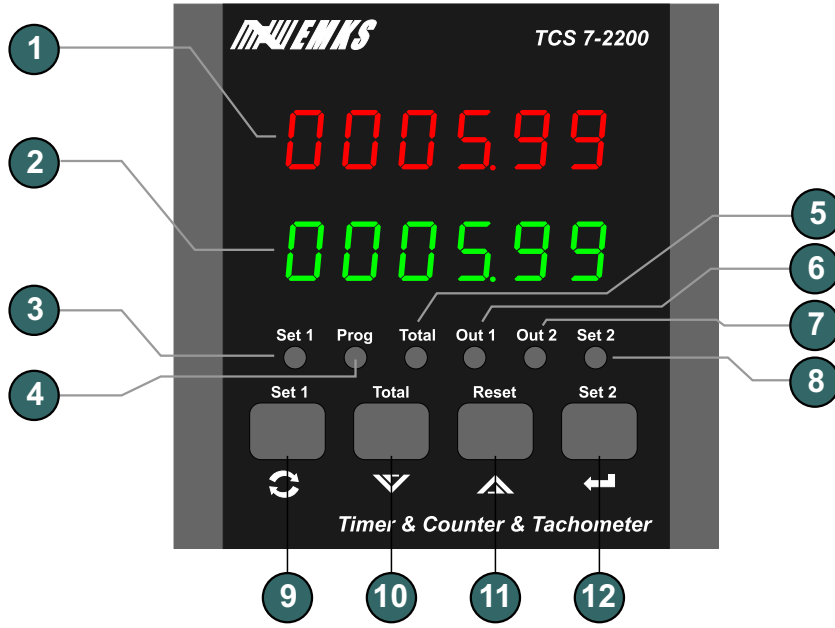 EMKS TCS 7-2200
1
0005.99
2
0005.99
5
6
3
Set 1 Prog Total Out 1 Out 2 Set 2
7
4
8
Set 1 Total Reset Set 2
Timer & Counter & Tachometer
9 10 11 12